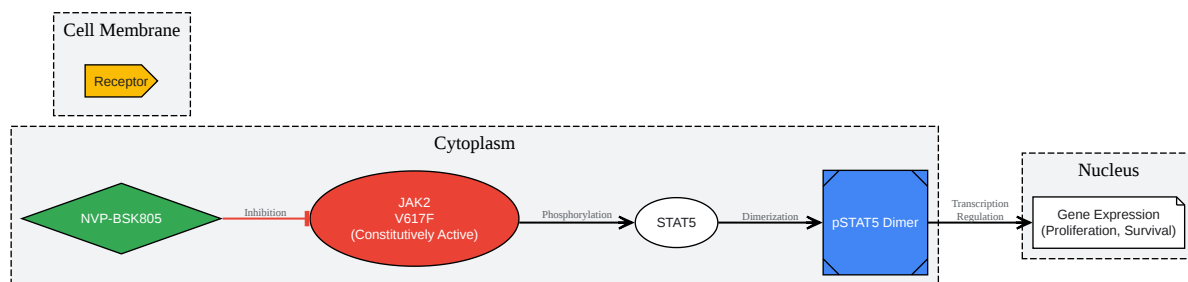 Cell Membrane
Receptor
Cytoplasm
NVP-BSK805
Inhibition
JAK2
V617F
(Constitutively Active)
Phosphorylation
STAT5
Dimerization
pSTAT5 Dimer
Transcription
Regulation
Nucleus
Gene Expression
(Proliferation, Survival)